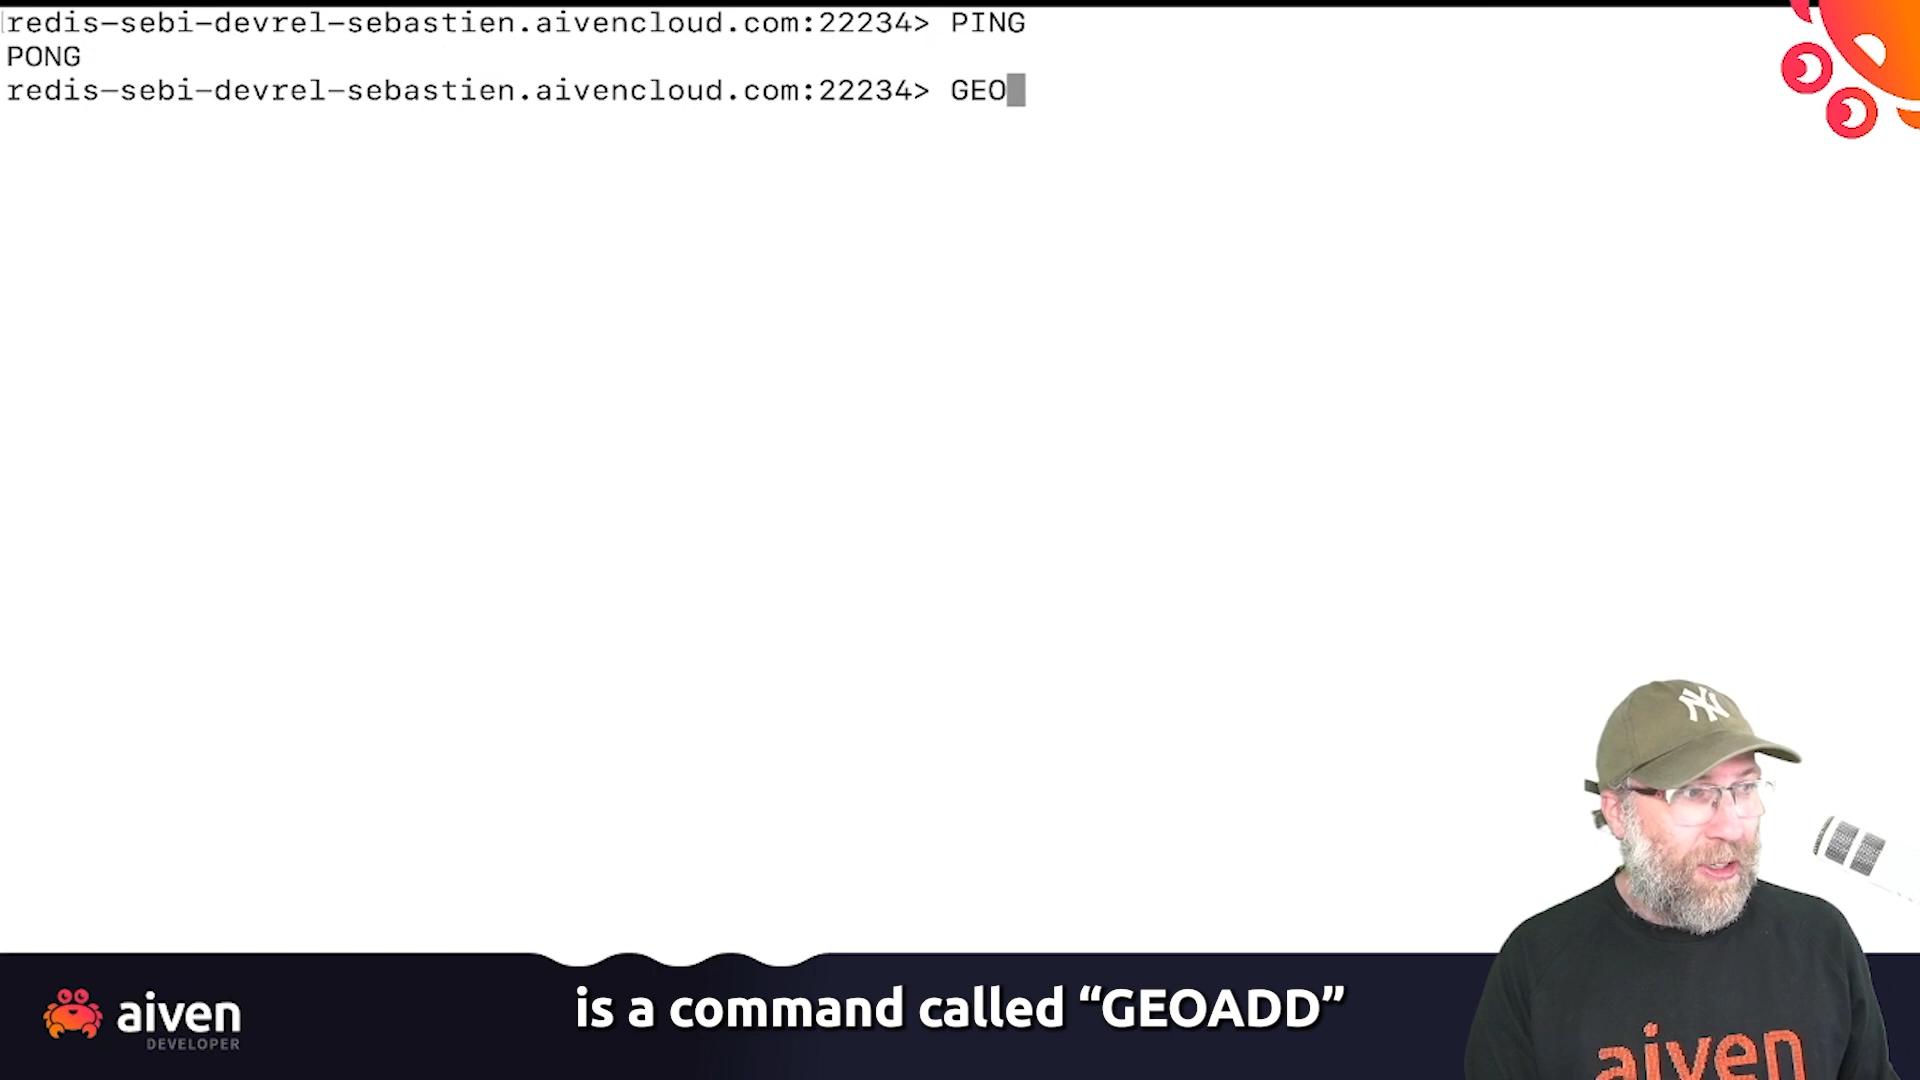 redis-sebi-devrel-sebastien.aivencloud.com:22234> PING
PONG
redis-sebi-devrel-sebastien.aivencloud.com:22234> GEO
NY
aiven
aiven
DEVELOPER
is a command called “GEOADD”